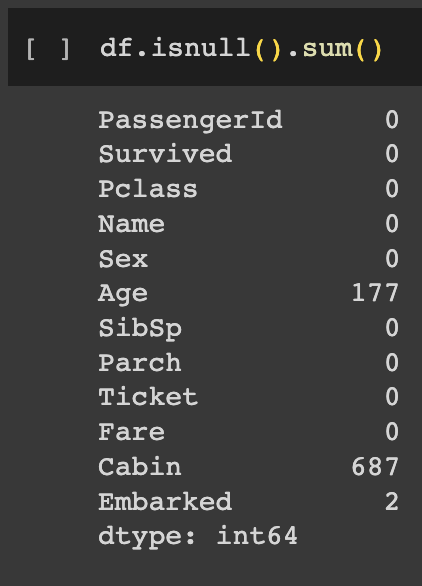 [ ] df.isnull().sum()
PassengerId 0
Survived 0
Pclass 0
Name 0
Sex 0
Age 177
SibSp 0
Parch 0
Ticket 0
Fare 0
Cabin 687
Embarked 2
dtype: int64